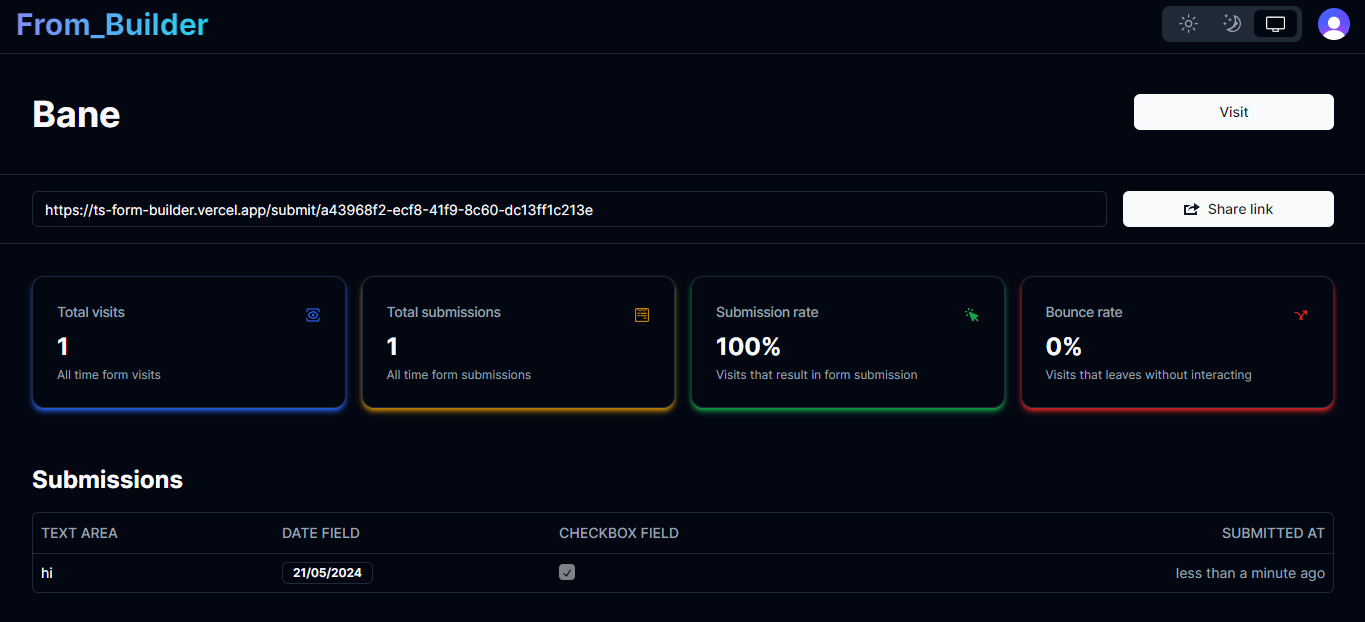 From_Builder
Bane
Visit
https://ts-form-builder.vercel.app/submit/a43968f2-ecf8-41f9-8c60-dc13ff1c213e
Share link
Total visits
1
All time form visits
Total submissions
1
All time form submissions
Submission rate
100%
Visits that result in form submission
Bounce rate
0%
Visits that leaves without interacting
Submissions
TEXT AREA DATE FIELD CHECKBOX FIELD SUBMITTED AT
hi 21/05/2024 less than a minute ago